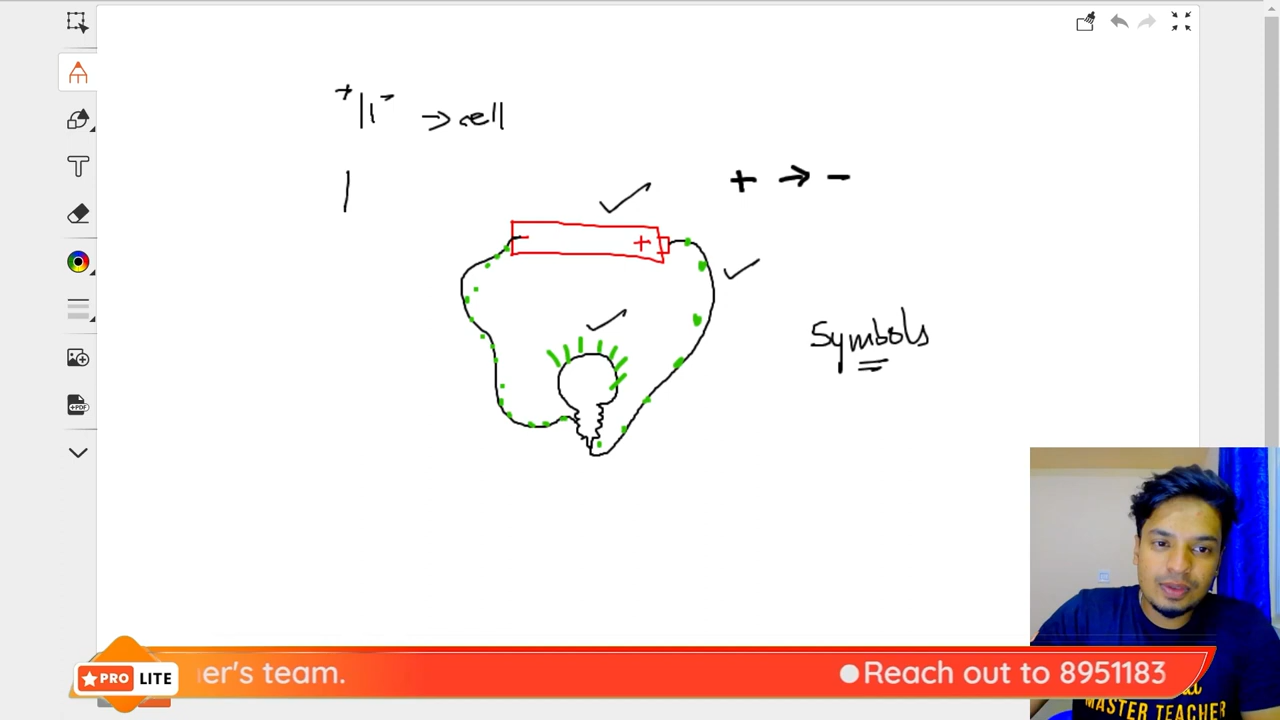 + -
→ cell
+ → -
- +
Symbols
PRO LITE
er's team.
●Reach out to 8951183
MASTER TEACHER